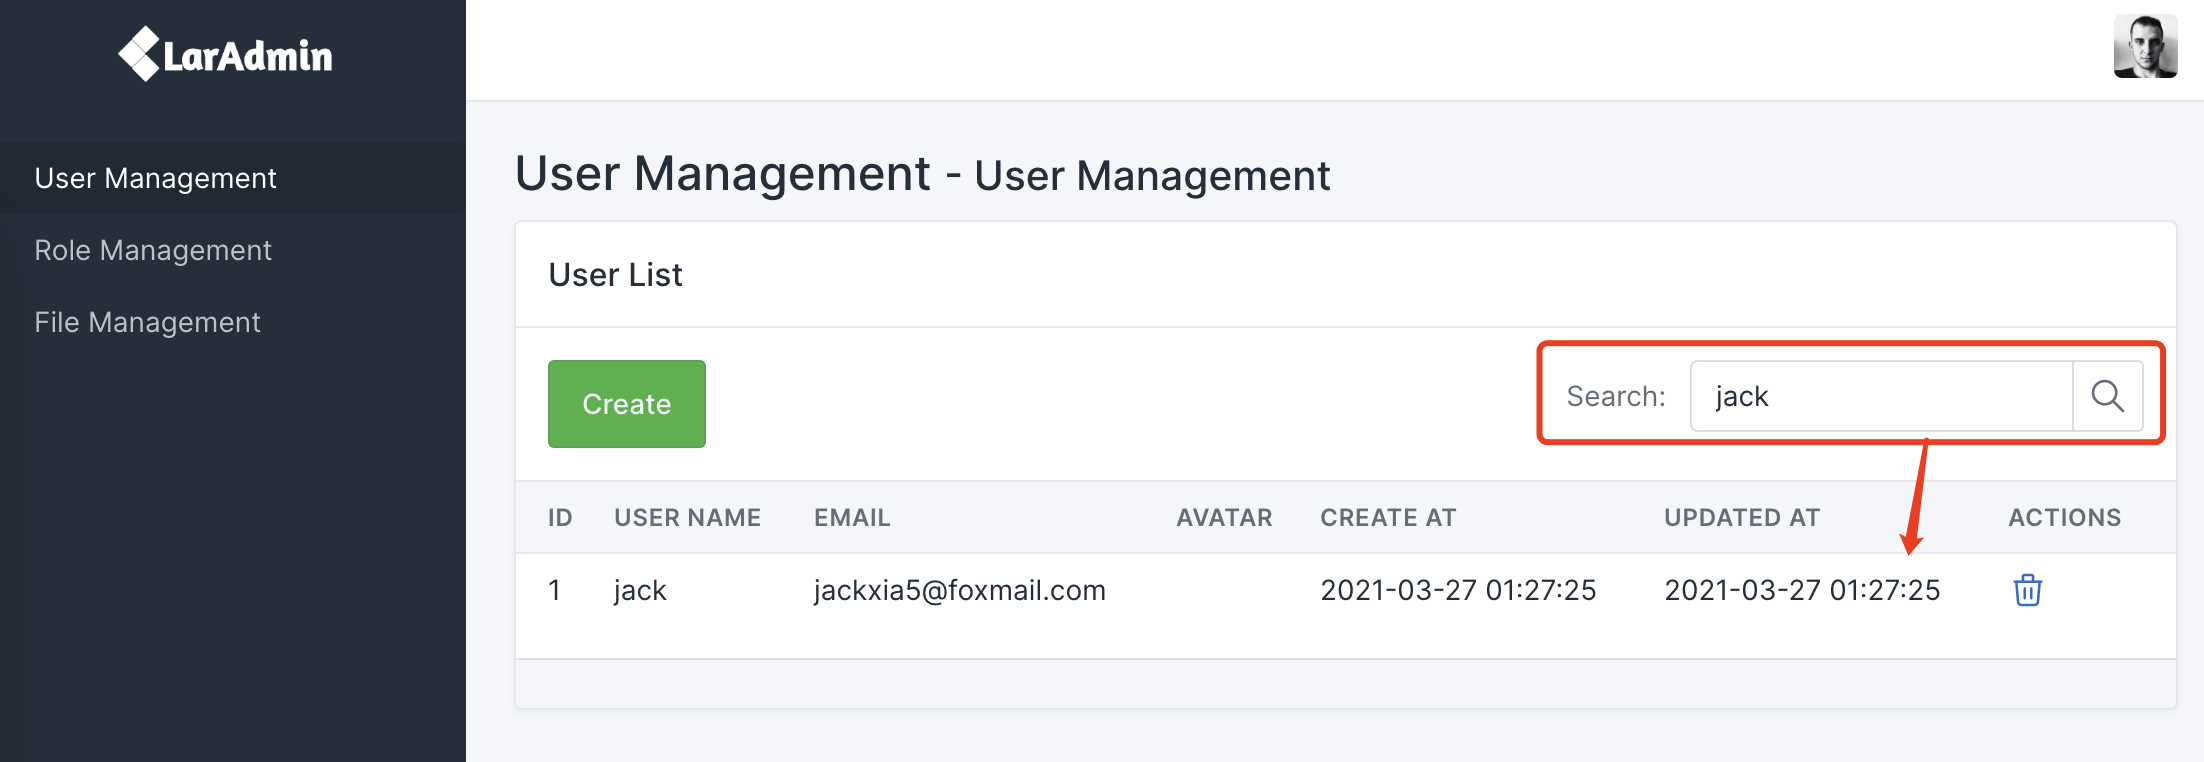 LarAdmin
User Management
Role Management
File Management
User Management - User Management
User List
Create
Search: jack
ID USER NAME EMAIL AVATAR CREATE AT UPDATED AT ACTIONS
1 jack jackxia5@foxmail.com 2021-03-27 01:27:25 2021-03-27 01:27:25